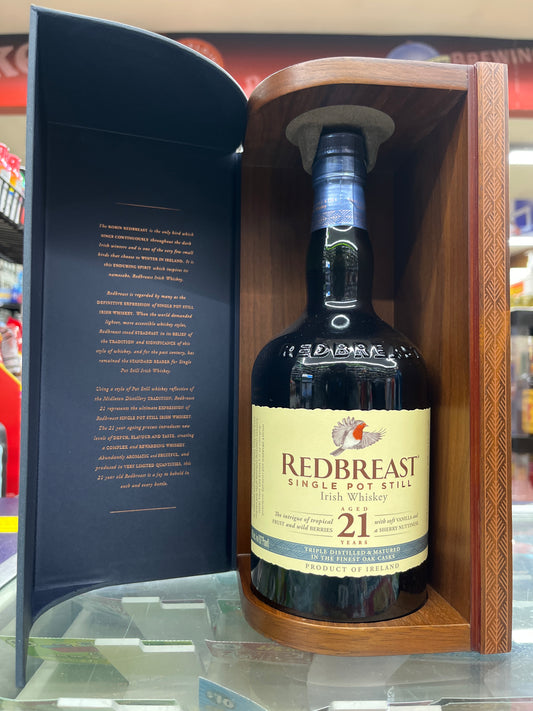 BREWIN
The ROBIN REDBREAST is the only bird which
SINGS CONTINUOUSLY throughout the dark
Irish winters and is one of the very few small
birds that choose to WINTER IN IRELAND. It is
this ENDURING SPIRIT which inspires its
namesake, Redbreast Irish Whiskey.
Redbreast is regarded by many as the
DEFINITIVE EXPRESSION OF SINGLE POT STILL
IRISH WHISKEY. When the world demanded
lighter, more accessible whiskey styles,
Redbreast stood STEADFAST in its BELIEF OF
the TRADITION and SIGNIFICANCE of this
style of whiskey, and for the past century, has
remained the STANDARD BEARER for Single
Pot Still Irish Whiskey.
Using a style of Pot Still whiskey reflective of
the Midleton Distillery TRADITION, Redbreast
21 represents the ultimate EXPRESSION of
Redbreast SINGLE POT STILL IRISH WHISKEY.
The 21 year ageing process introduces new
levels of DEPTH, FLAVOUR AND TASTE, creating
a COMPLEX and REWARDING WHISKEY.
Abundantly AROMATIC and FRUITFUL, and
produced in VERY LIMITED QUANTITIES, this
21 year old Redbreast is a joy to behold in
each and every bottle.
REDBREA
REDBREAST
SINGLE POT STILL
Irish Whiskey
AGED
21
YEARS
The intrigue of tropical
FRUIT and wild BERRIES
with soft VANILLA and
a SHERRY NUTTINESS
TRIPLE DISTILLED & MATURED
IN THE FINEST OAK CASKS
PRODUCT OF IRELAND